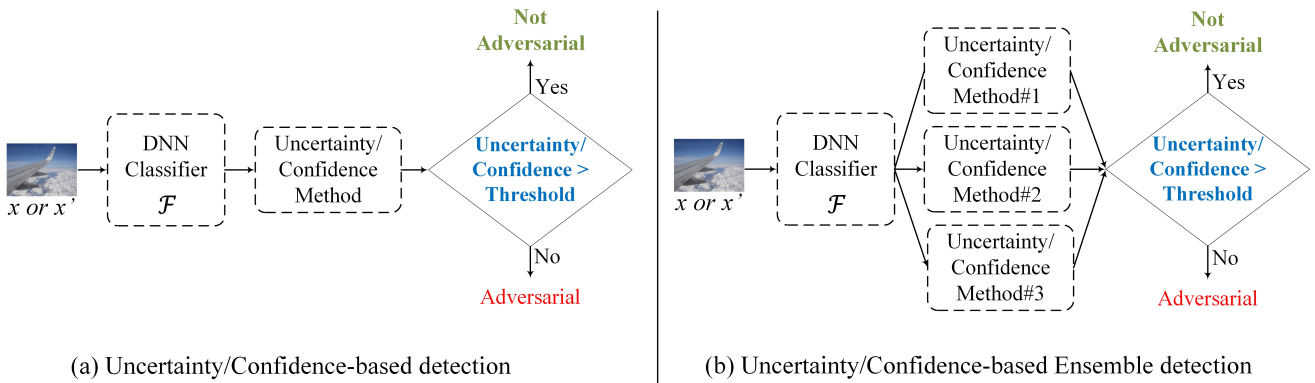 Not
Adversarial
Yes
DNN
Classifier
ℱ
Uncertainty/
Confidence
Method
Uncertainty/
Confidence >
Threshold
x or x’
No
Adversarial
(a) Uncertainty/Confidence-based detection
Not
Adversarial
Yes
Uncertainty/
Confidence
Method#1
DNN
Classifier
ℱ
Uncertainty/
Confidence
Method#2
Uncertainty/
Confidence >
Threshold
x or x’
Uncertainty/
Confidence
Method#3
No
Adversarial
(b) Uncertainty/Confidence-based Ensemble detection